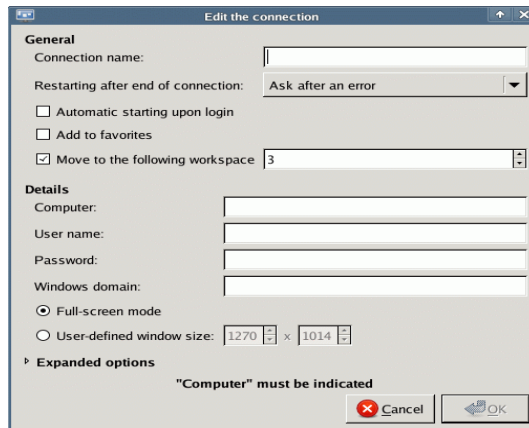 Edit the connection
General
Connection name:
Restarting after end of connection: Ask after an error
Automatic starting upon login
Add to favorites
Move to the following workspace 3
Details
Computer:
User name:
Password:
Windows domain:
Full-screen mode
User-defined window size: 1270 x 1014
Expanded options
"Computer" must be indicated
Cancel OK